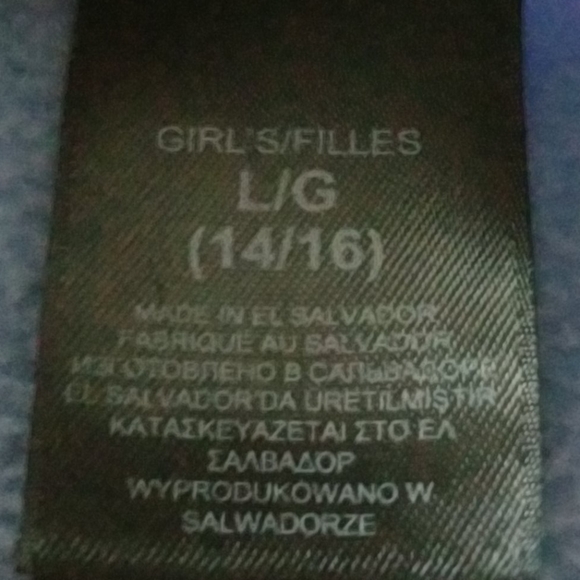 GIRL'S/FILLES
L/G
(14/16)
MADE IN EL SALVADOR
FABRIQUE AU SALVADOR
ИЗГОТОВЛЕНО В САЛЬВАДОРЕ
EL SALVADOR'DA URETILMIŞTIR
ΚΑΤΑΣΚΕΥΑΖΕΤΑΙ ΣΤΟ ΕΛ
ΣΑΛΒΑΔΟΡ
WYPRODUKOWANO W
SALWADORZE